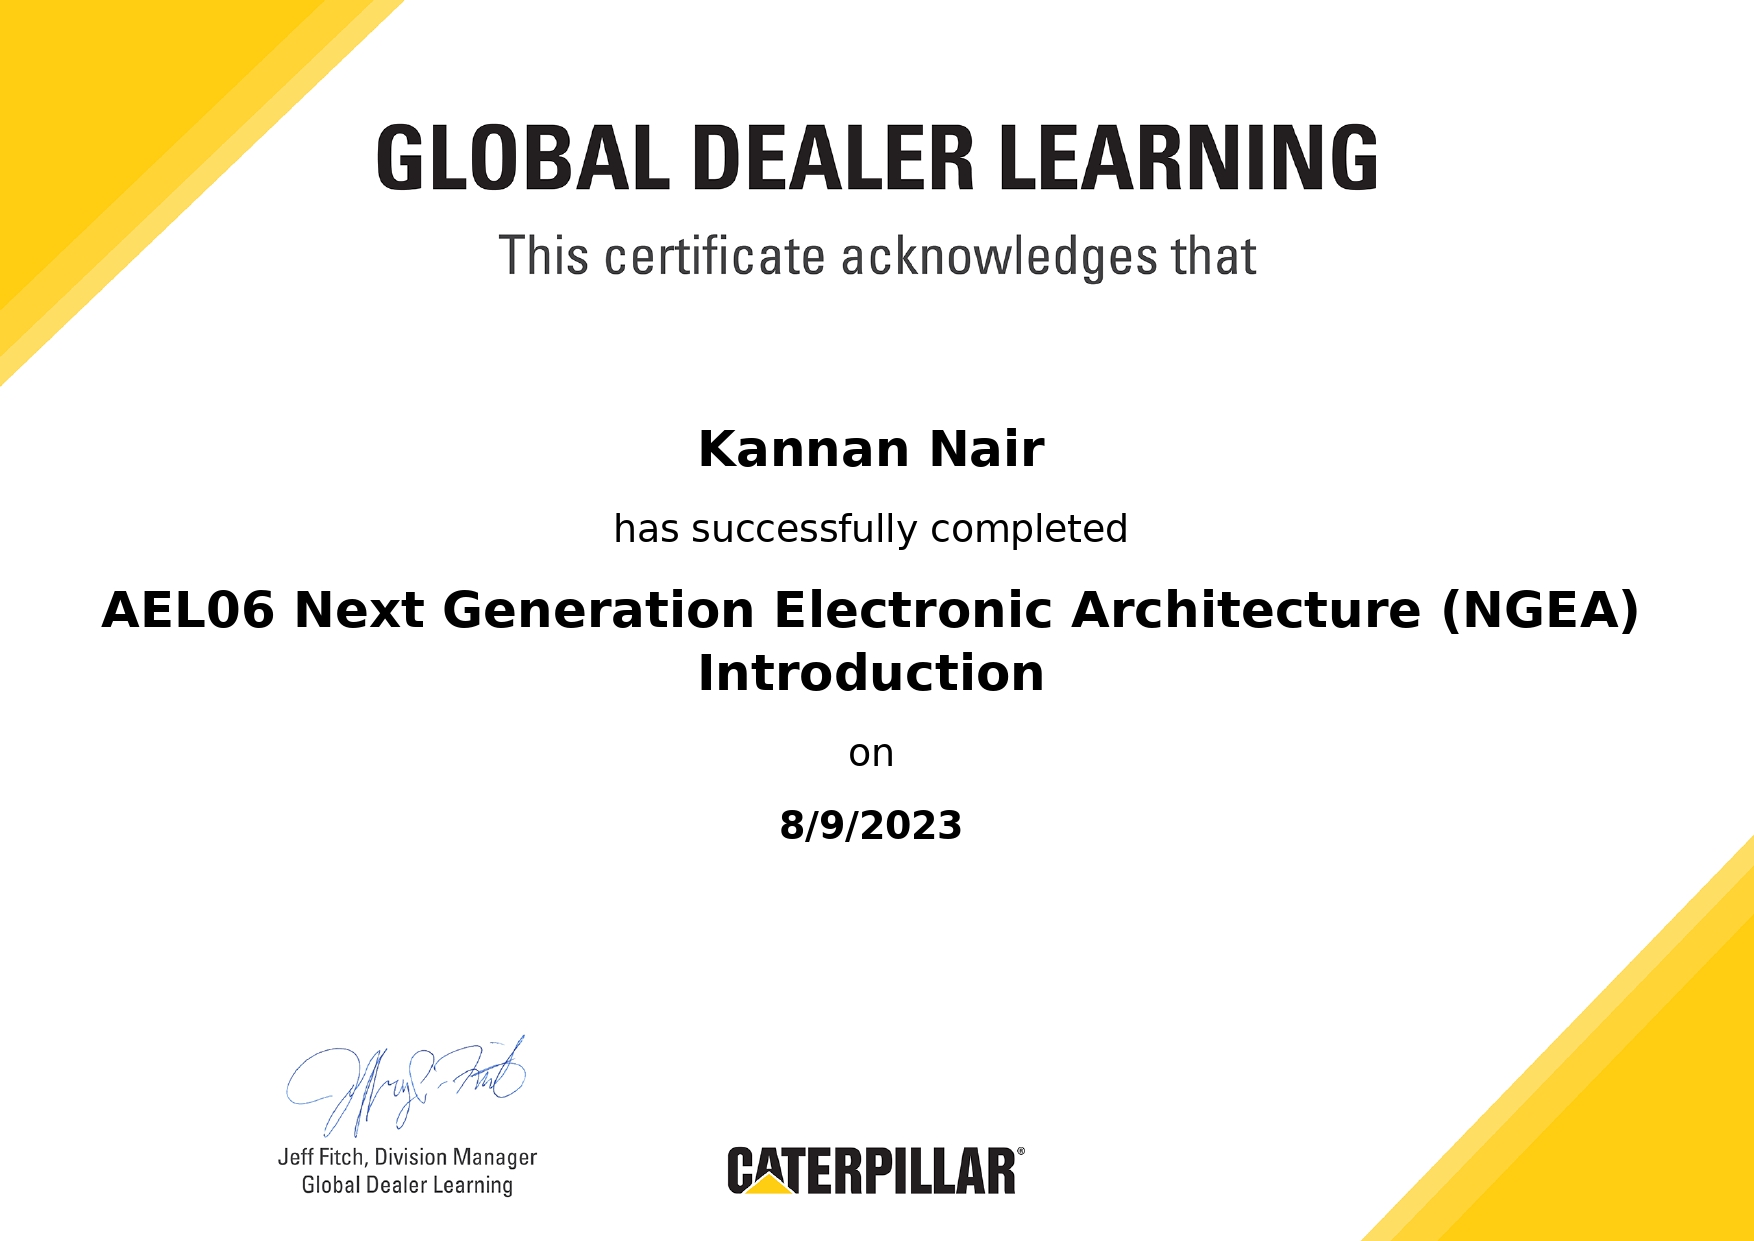 GLOBAL DEALER LEARNING
This certificate acknowledges that
Kannan Nair
has successfully completed
AEL06 Next Generation Electronic Architecture (NGEA)
Introduction
on
8/9/2023
Jeff Fitch, Division Manager
Global Dealer Learning
CATERPILLAR®